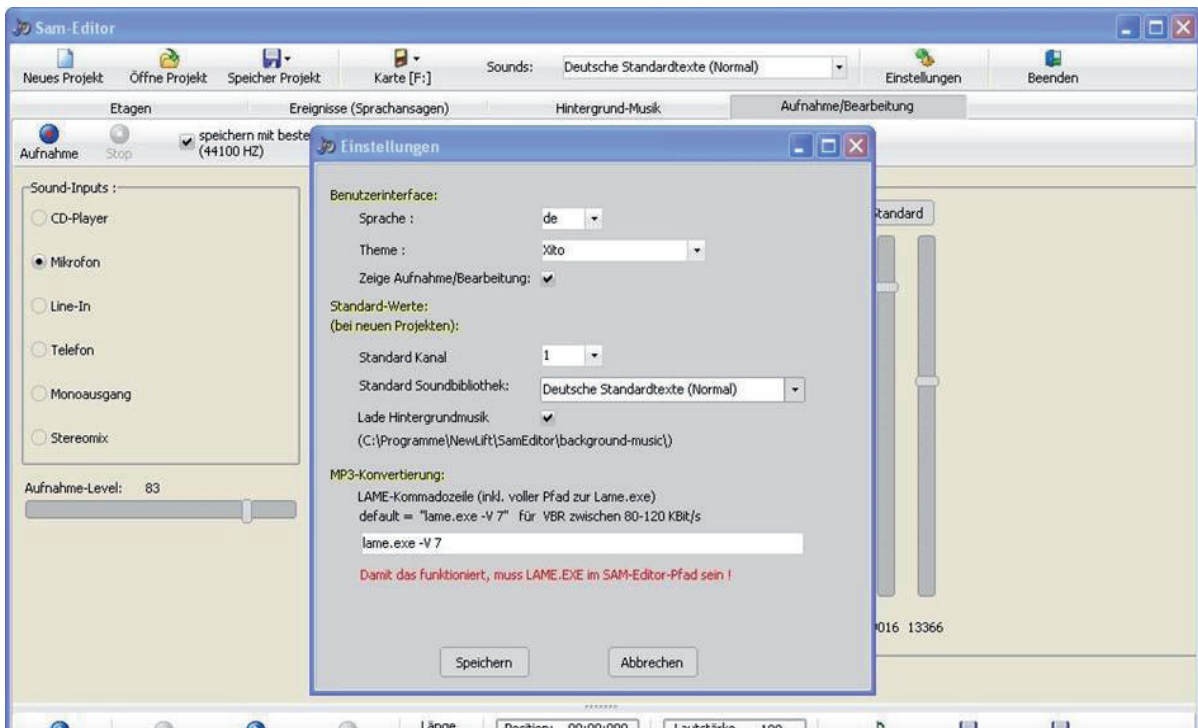 Sam-Editor
Neues Projekt Öffne Projekt Speicher Projekt Karte [F:] Sounds: Deutsche Standardtexte (Normal) Einstellungen Beenden
Etagen Ereignisse (Sprachansagen) Hintergrund-Musik Aufnahme/Bearbeitung
Aufnahme Stop speichern mit beste
(44100 HZ)
Sound-Inputs :
CD-Player
Mikrofon
Line-In
Telefon
Monoausgang
Stereomix
Aufnahme-Level: 83
Einstellungen
Benutzerinterface:
Sprache : de
Theme : Xito
Zeige Aufnahme/Bearbeitung:
Standard-Werte:
(bei neuen Projekten):
Standard Kanal 1
Standard Soundbibliothek: Deutsche Standardtexte (Normal)
Lade Hintergrundmusik
(C:\Programme\NewLift\SamEditor\background-music\)
MP3-Konvertierung:
LAME-Kommadozeile (inkl. voller Pfad zur Lame.exe)
default = "lame.exe -V 7" für VBR zwischen 80-120 KBit/s
lame.exe -V 7
Damit das funktioniert, muss LAME.EXE im SAM-Editor-Pfad sein !
Speichern Abbrechen
Standard
016 13366
Länge Position: 00:00:000 Lautstärke 100